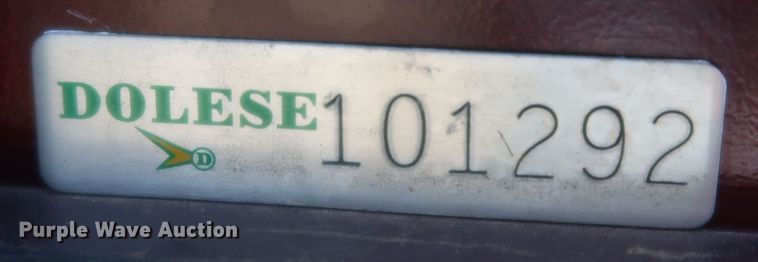 DOLESE 101292
D
Purple Wave Auction